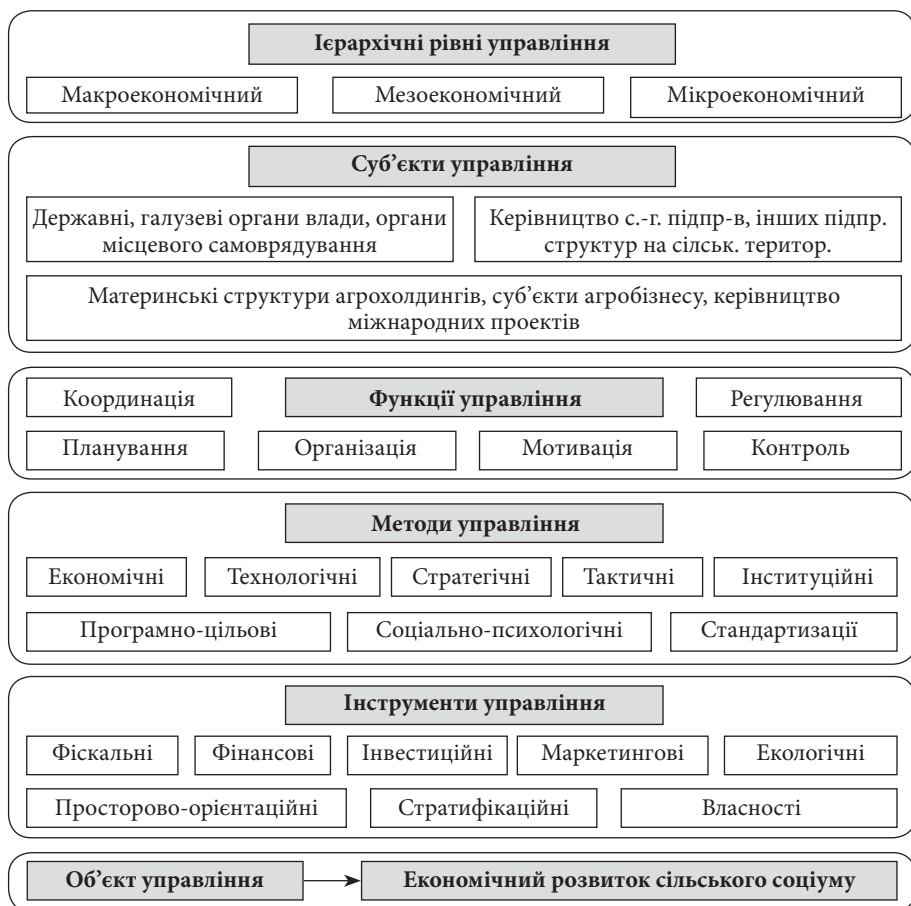 Ієрархічні рівні управління
Макроекономічний
Мезоекономічний
Мікроекономічний
Суб’єкти управління
Державні, галузеві органи влади, органи
місцевого самоврядування
Керівництво с.-г. підпр-в, інших підпр.
структур на сільськ. територ.
Материнські структури агрохолдингів, суб’єкти агробізнесу, керівництво
міжнародних проектів
Координація
Функції управління
Регулювання
Планування
Організація
Мотивація
Контроль
Методи управління
Економічні
Технологічні
Стратегічні
Тактичні
Інституційні
Програмно-цільові
Соціально-психологічні
Стандартизації
Інструменти управління
Фіскальні
Фінансові
Інвестиційні
Маркетингові
Екологічні
Просторово-орієнтаційні
Стратифікаційні
Власності
Об’єкт управління
Економічний розвиток сільського соціуму